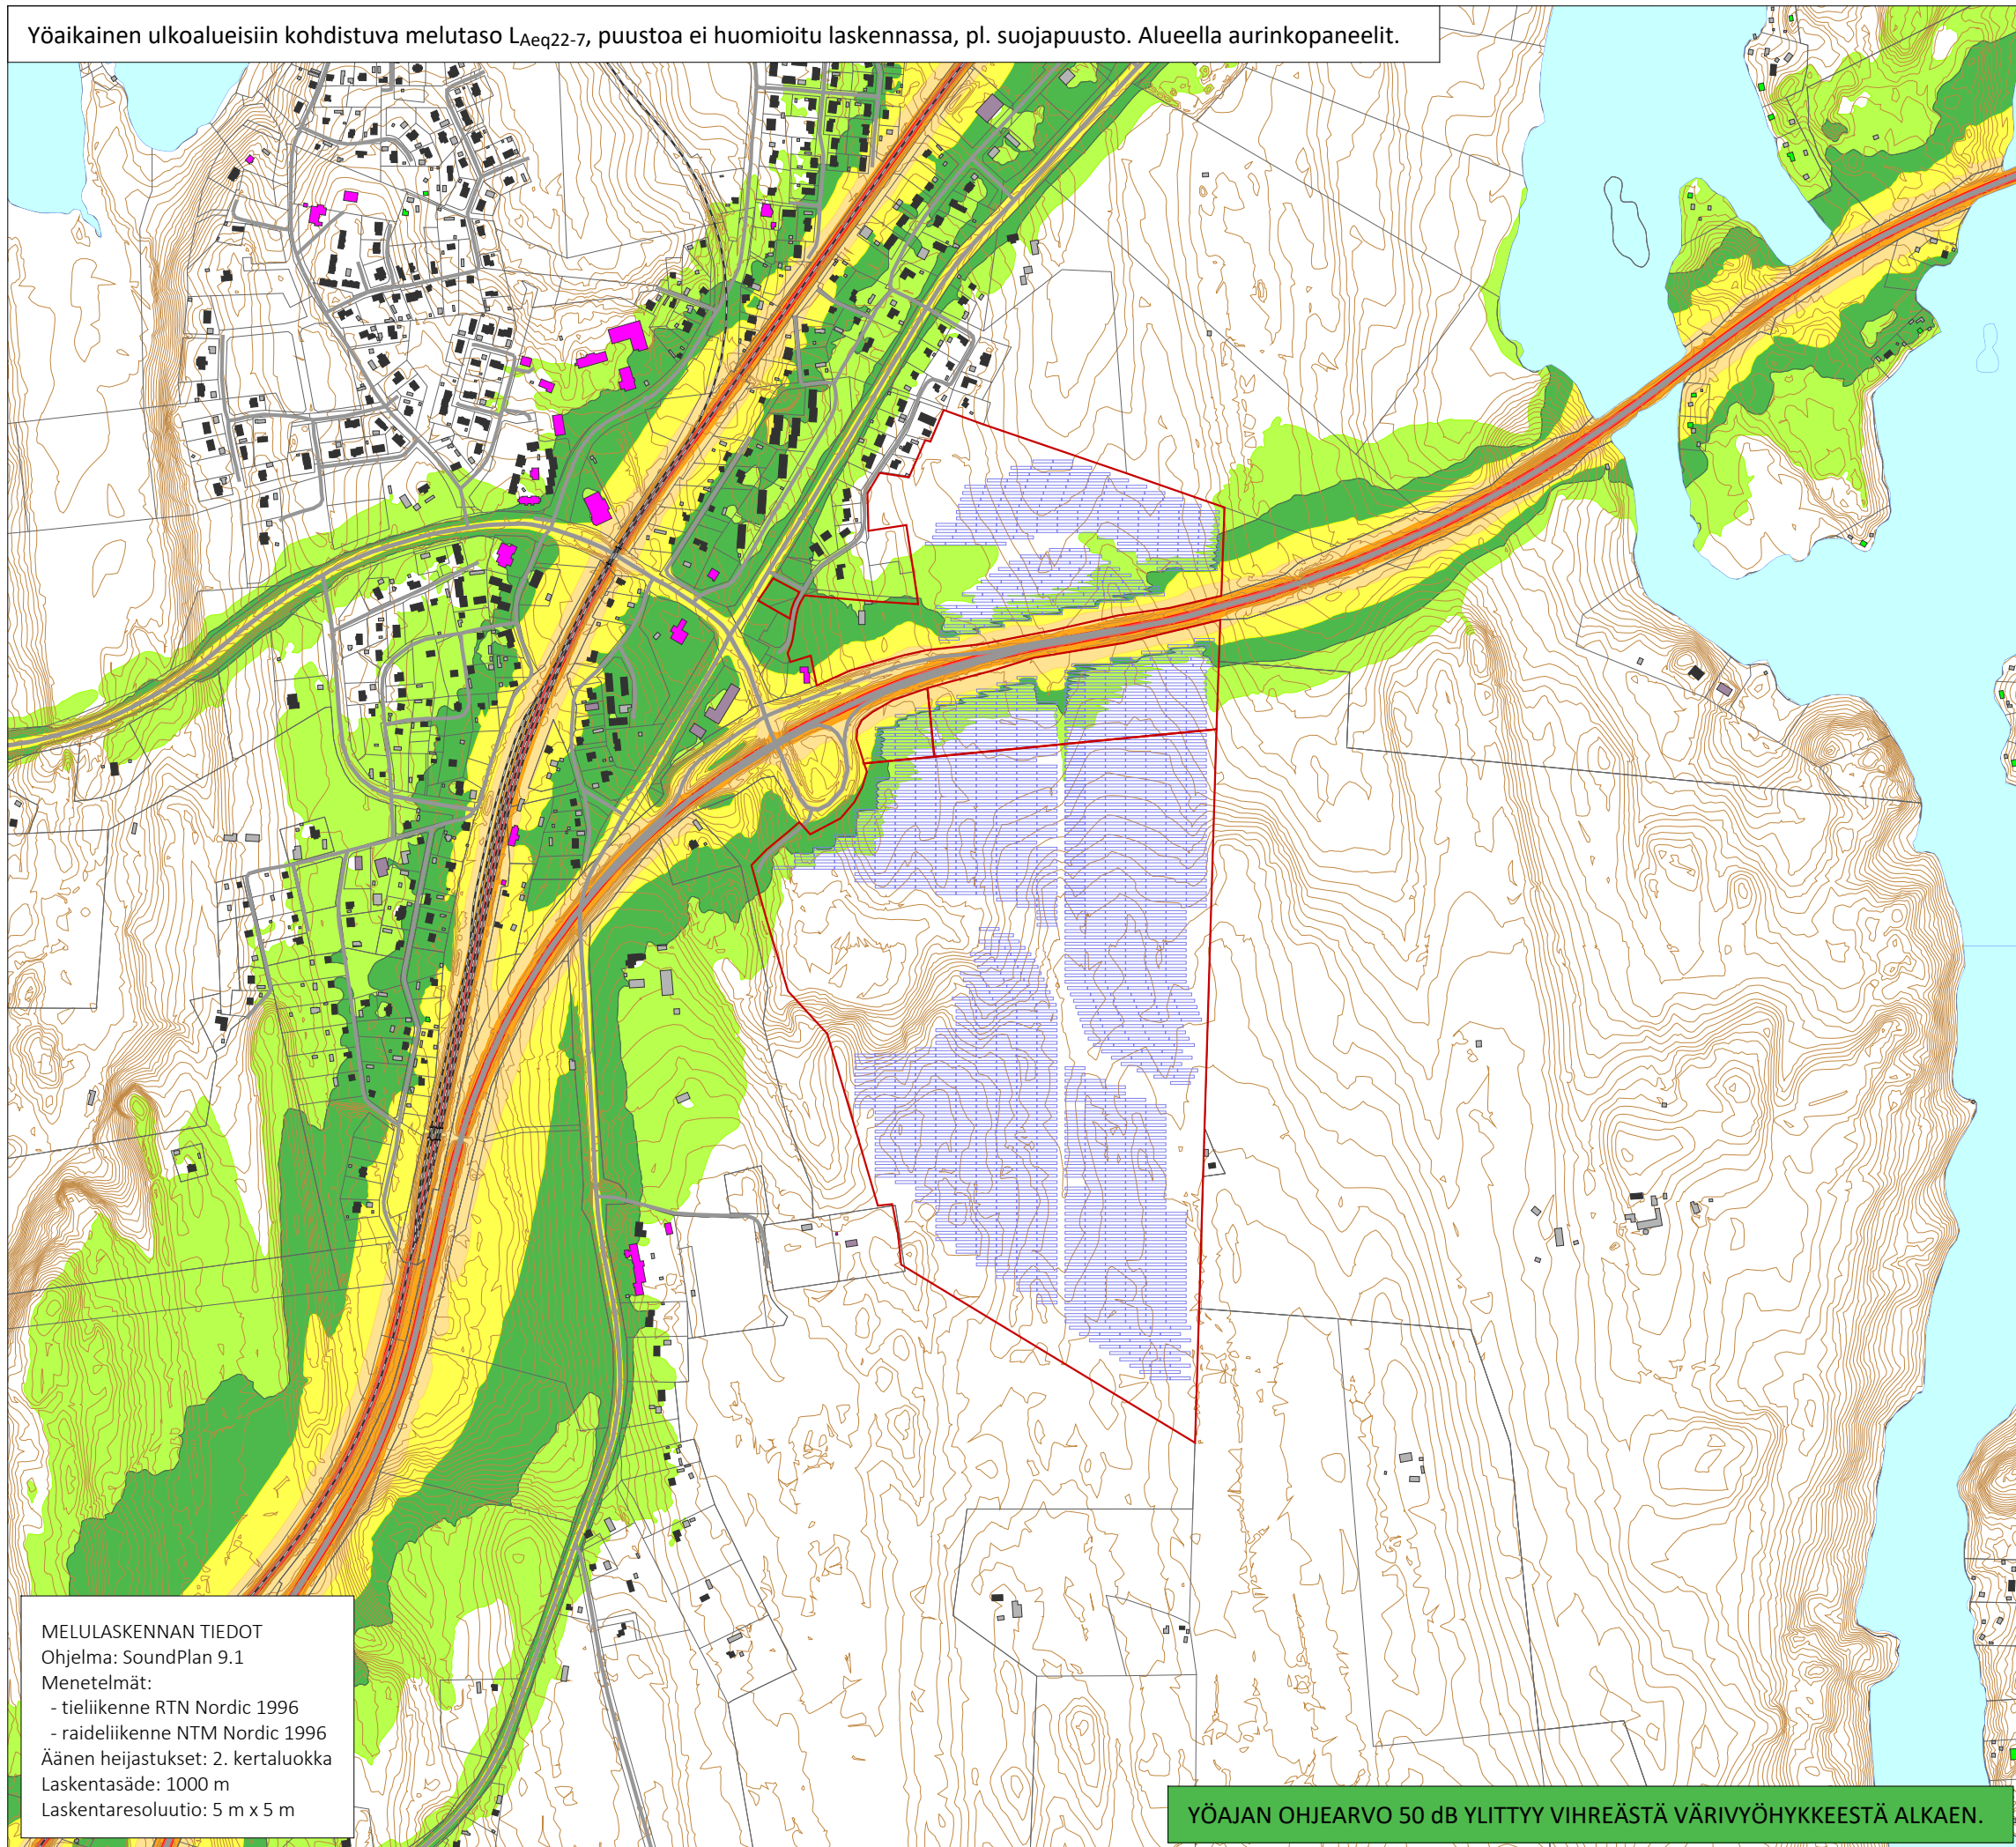 Yöaikainen ulkoalueisiin kohdistuva melutaso LAeq22-7, puustoa ei huomioitu laskennassa, pl. suojapuusto. Alueella aurinkopaneelit.
MELULASKENNAN TIEDOT
Ohjelma: SoundPlan 9.1
Menetelmät:
- tieliikenne RTN Nordic 1996
- raideliikenne NTM Nordic 1996
Äänen heijastukset: 2. kertaluokka
Laskentasäde: 1000 m
Laskentaresoluutio: 5 m x 5 m
YÖAJAN OHJEARVO 50 dB YLITTYY VIHREÄSTÄ VÄRIVYÖHYKKEESTÄ ALKAEN.